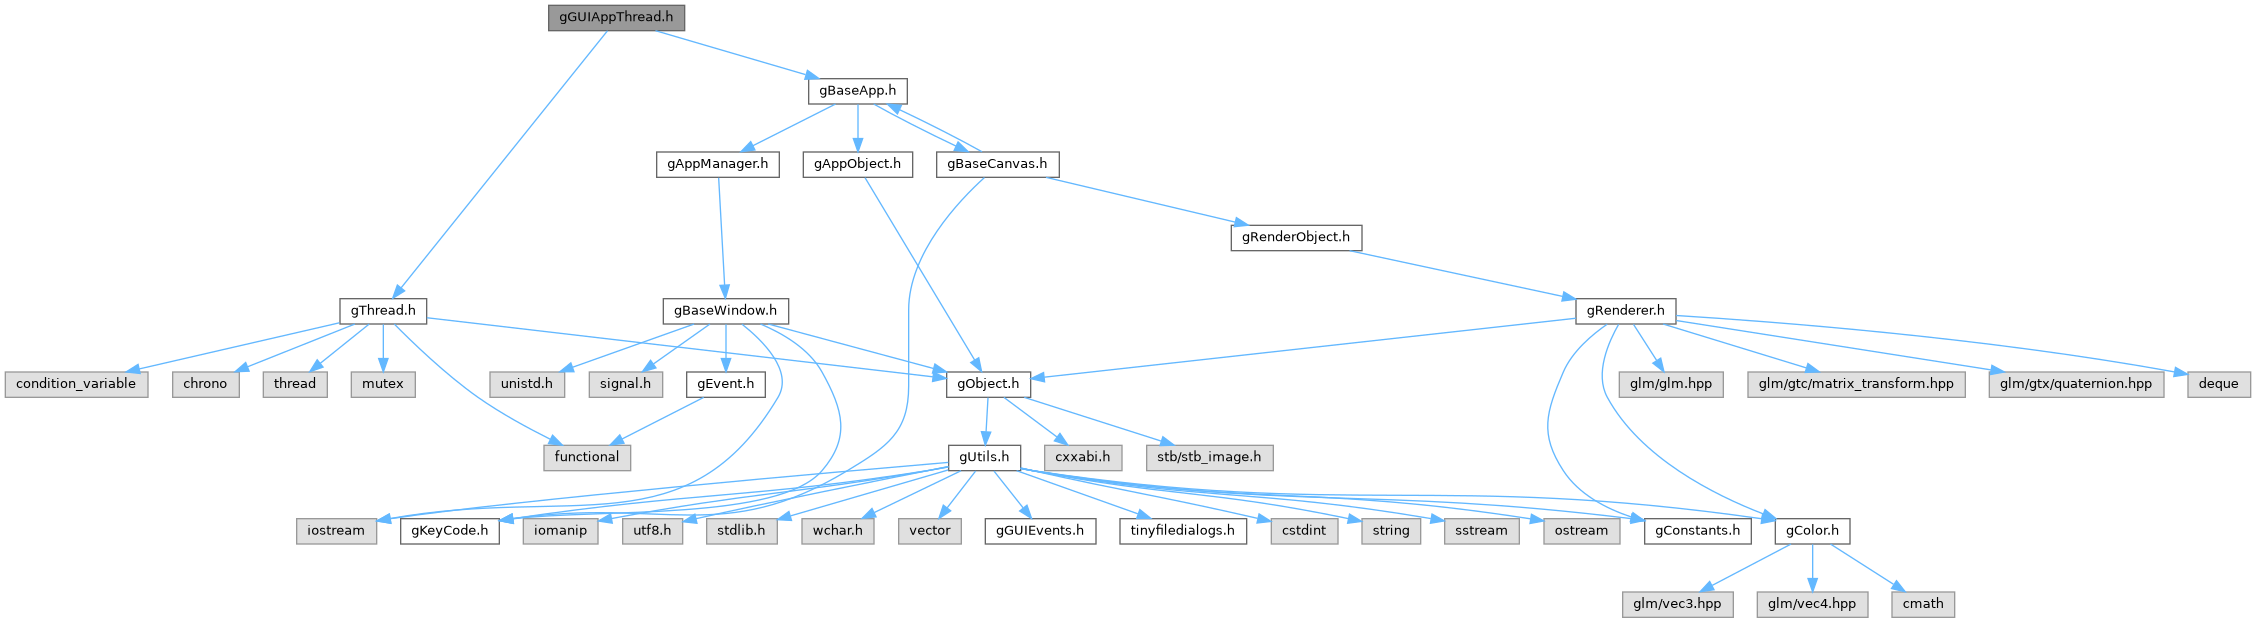 gGUIAppThread.h
gBaseApp.h
gAppManager.h
gAppObject.h
gBaseCanvas.h
gRenderObject.h
gThread.h
gBaseWindow.h
gRenderer.h
condition_variable
chrono
thread
mutex
unistd.h
signal.h
gEvent.h
gObject.h
glm/glm.hpp
glm/gtc/matrix_transform.hpp
glm/gtx/quaternion.hpp
deque
functional
gUtils.h
cxxabi.h
stb/stb_image.h
iostream
gKeyCode.h
iomanip
utf8.h
stdlib.h
wchar.h
vector
gGUIEvents.h
tinyfiledialogs.h
cstdint
string
sstream
ostream
gConstants.h
gColor.h
glm/vec3.hpp
glm/vec4.hpp
cmath